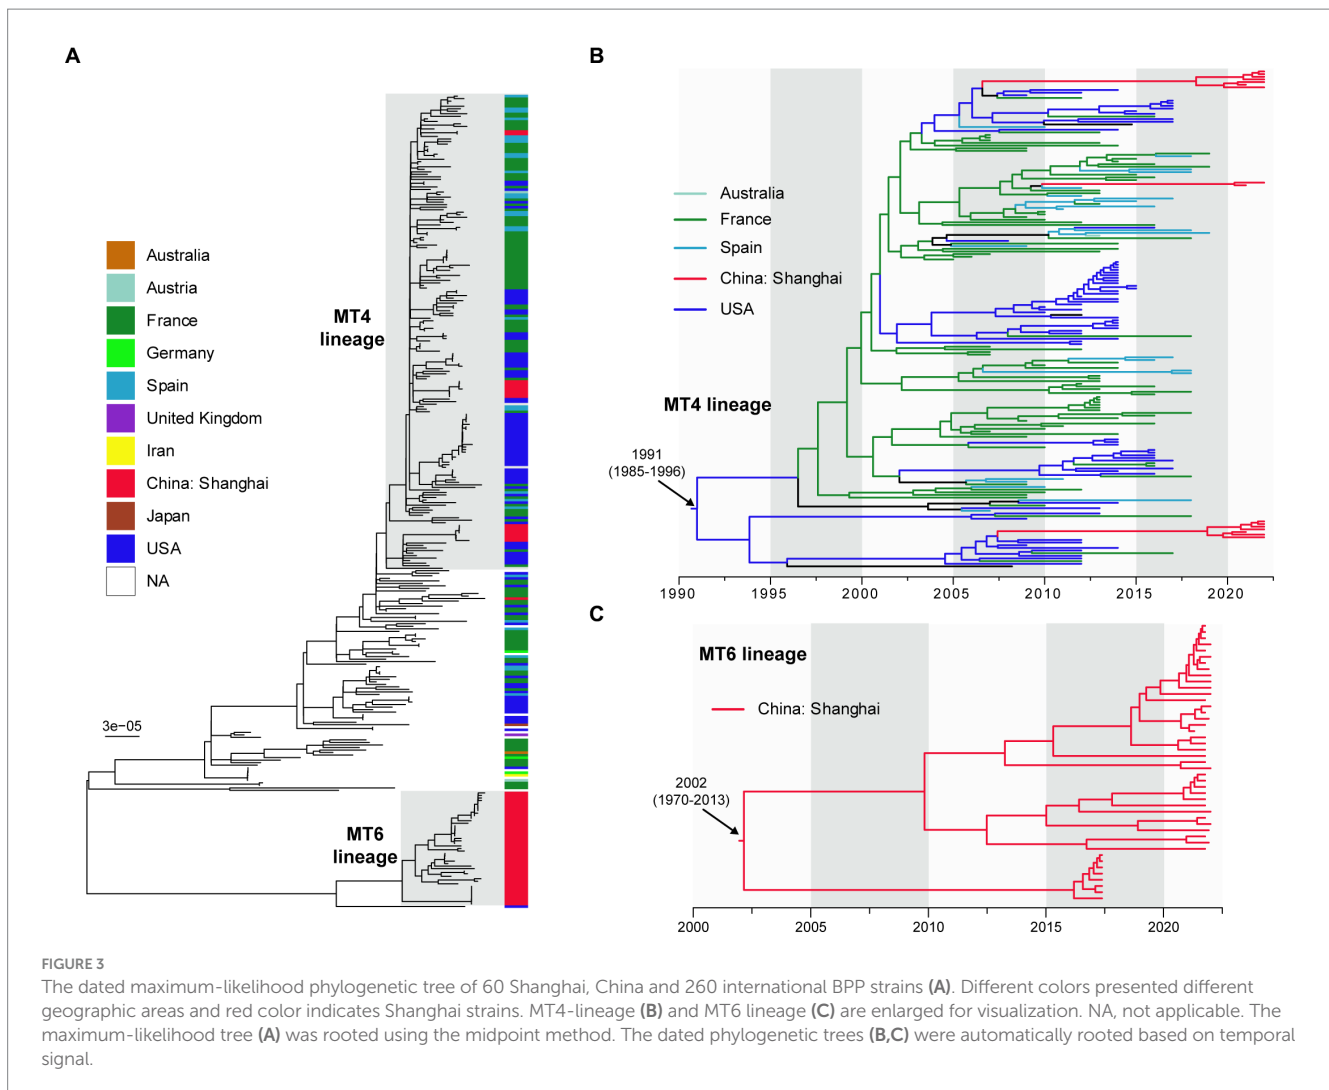 A
Australia
Austria
France
Germany
Spain
United Kingdom
Iran
China: Shanghai
Japan
USA
NA
MT4
lineage
3e−05
MT6
lineage
B
Australia
France
Spain
China: Shanghai
USA
MT4 lineage
1991
(1985-1996)
1990
1995
2000
2005
2010
2015
2020
C
MT6 lineage
China: Shanghai
2002
(1970-2013)
2000
2005
2010
2015
2020
FIGURE 3
The dated maximum-likelihood phylogenetic tree of 60 Shanghai, China and 260 international BPP strains (A). Different colors presented different
geographic areas and red color indicates Shanghai strains. MT4-lineage (B) and MT6 lineage (C) are enlarged for visualization. NA, not applicable. The
maximum-likelihood tree (A) was rooted using the midpoint method. The dated phylogenetic trees (B,C) were automatically rooted based on temporal
signal.